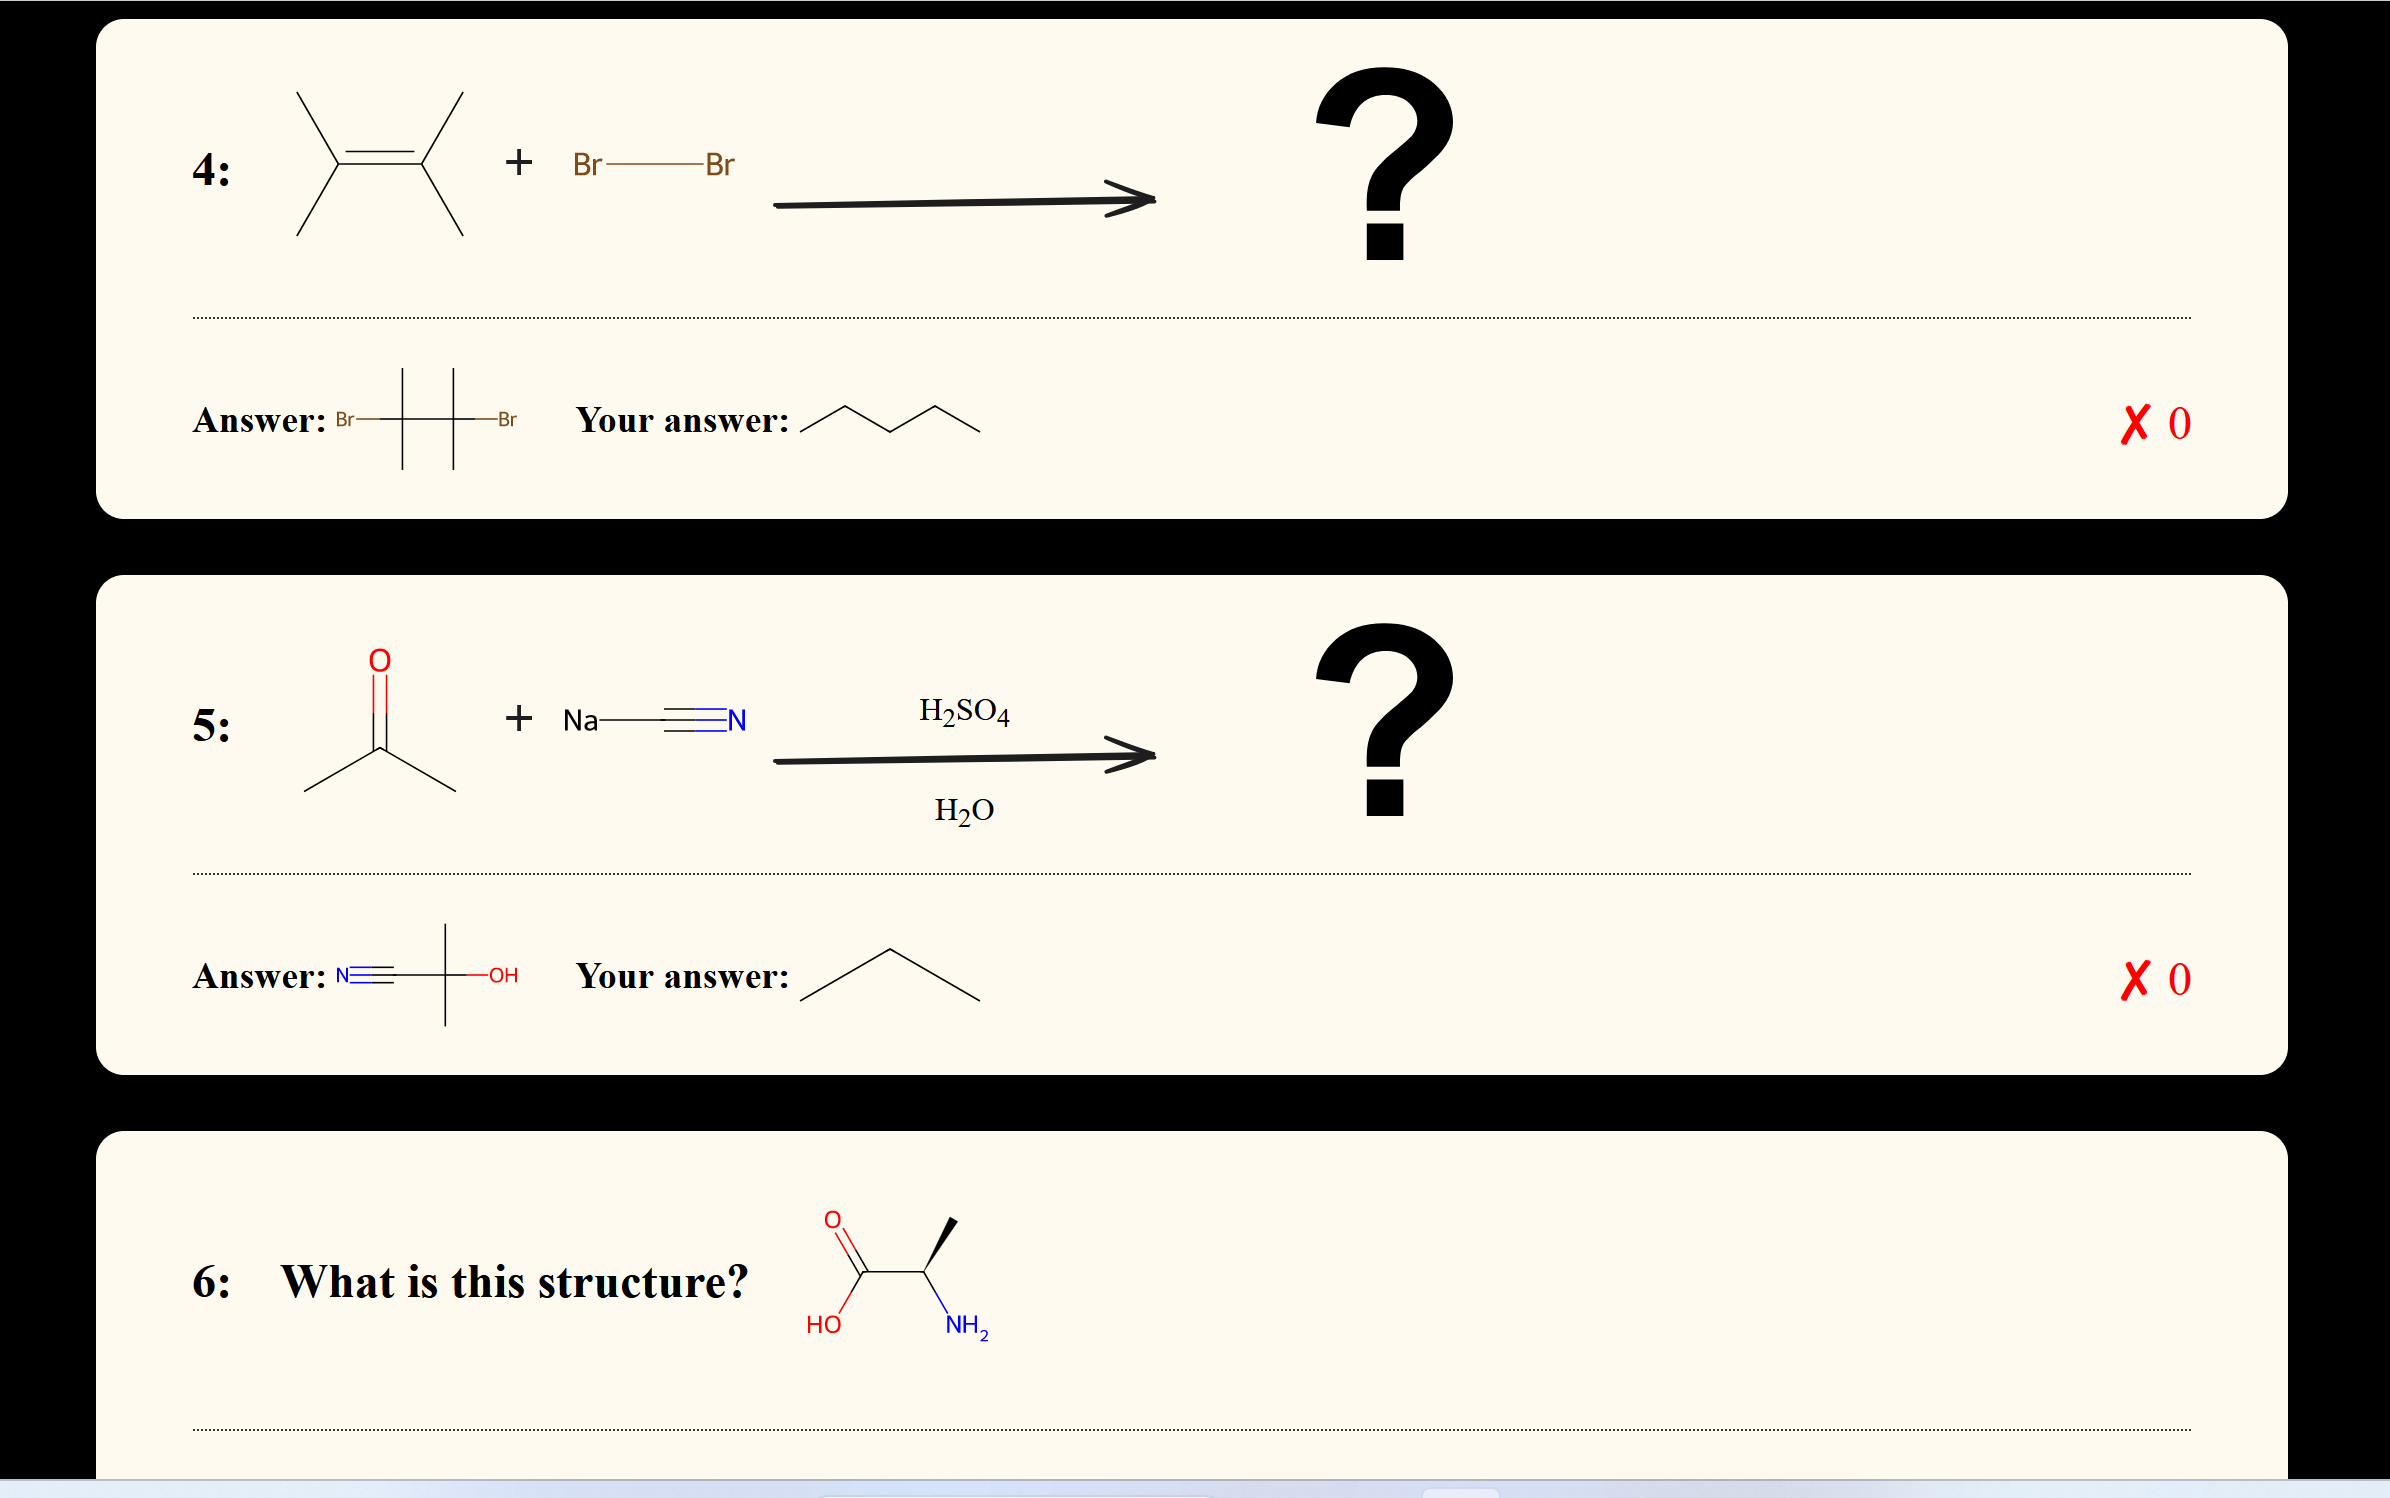 4:
+
Br Br
?
Answer: Br Br Your answer: ✗ 0
5:
O
+
Na N
H₂SO₄
H₂O
?
Answer: N OH Your answer: ✗ 0
6: What is this structure?
O
HO
NH₂